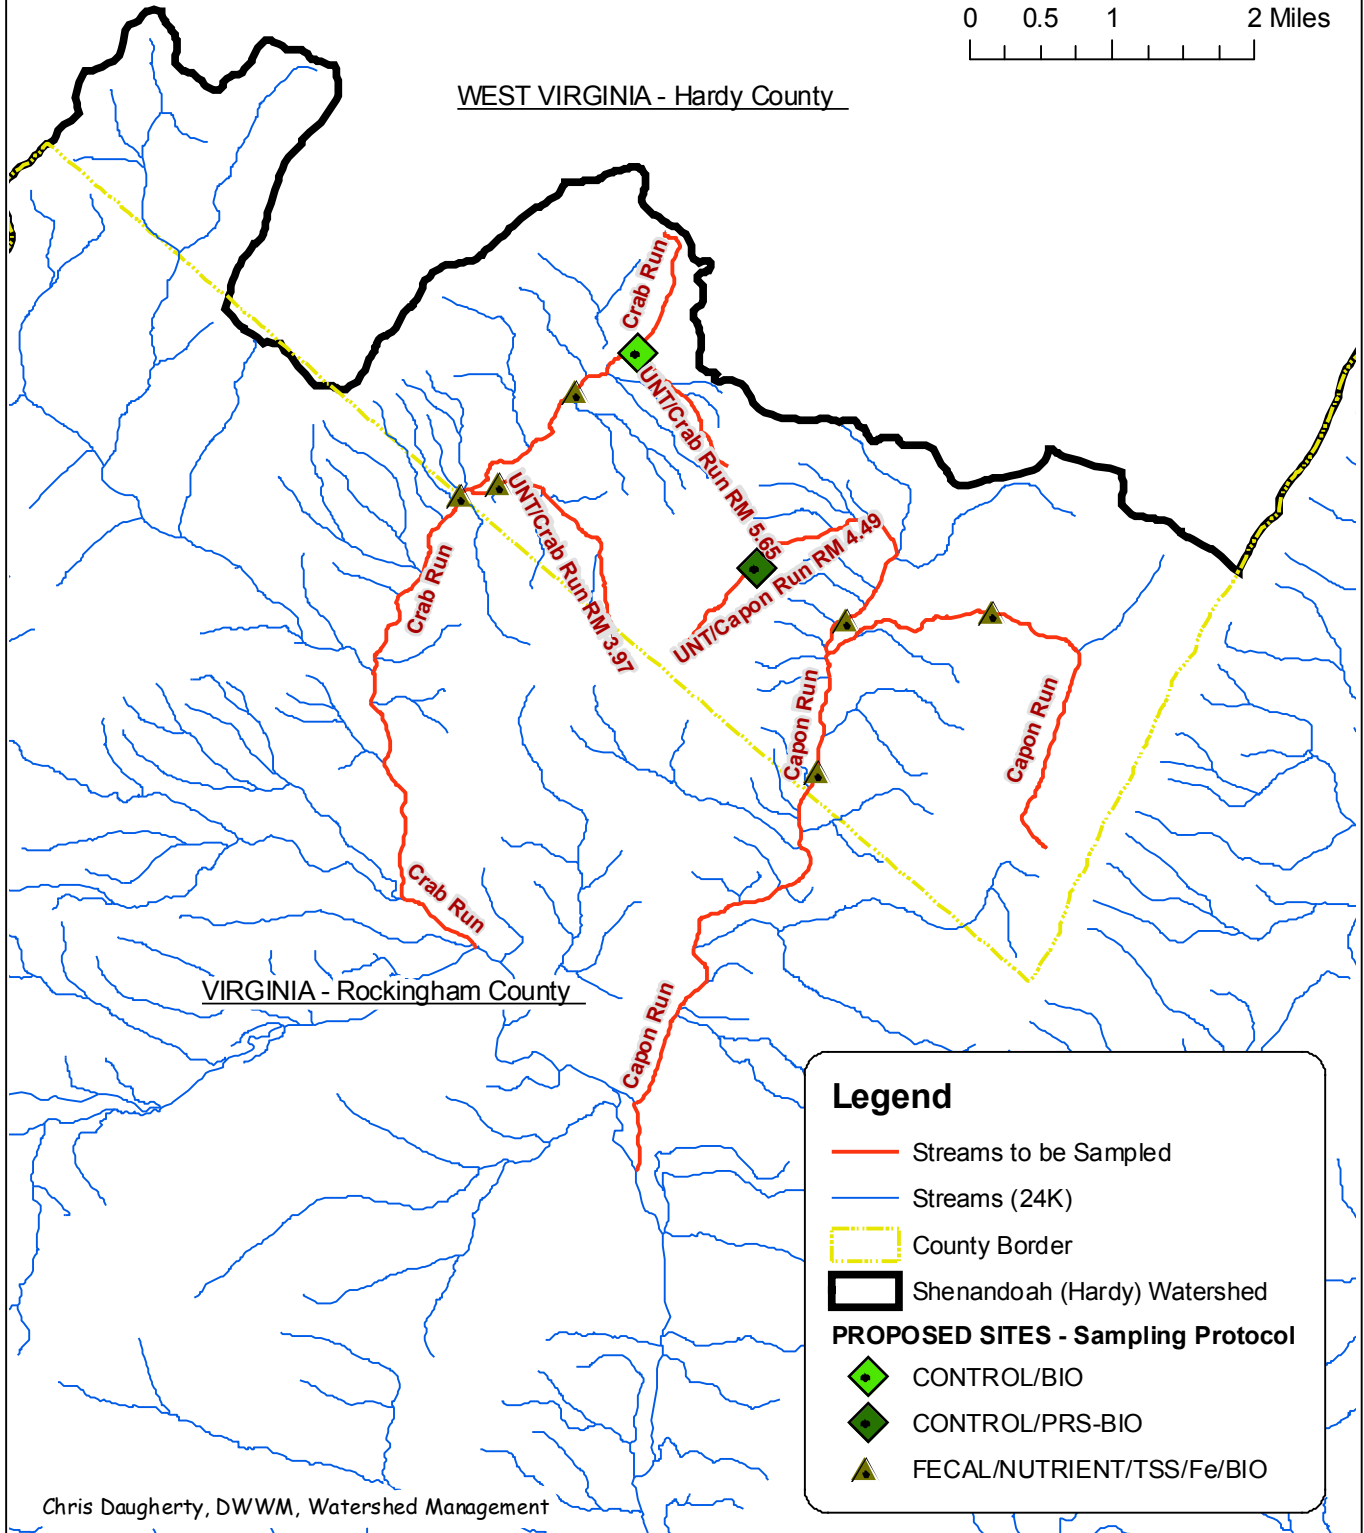 0 0.5 1 2 Miles
WEST VIRGINIA - Hardy County
Crab Run
UNT/Crab Run RM 5.65
UNT/Capon Run RM 4.49
UNT/Crab Run RM 3.97
Crab Run
Capon Run
Capon Run
Crab Run
VIRGINIA - Rockingham County
Capon Run
Legend
Streams to be Sampled
Streams (24K)
County Border
Shenandoah (Hardy) Watershed
PROPOSED SITES - Sampling Protocol
CONTROL/BIO
CONTROL/PRS-BIO
FECAL/NUTRIENT/TSS/Fe/BIO
Chris Daugherty, DWWM, Watershed Management